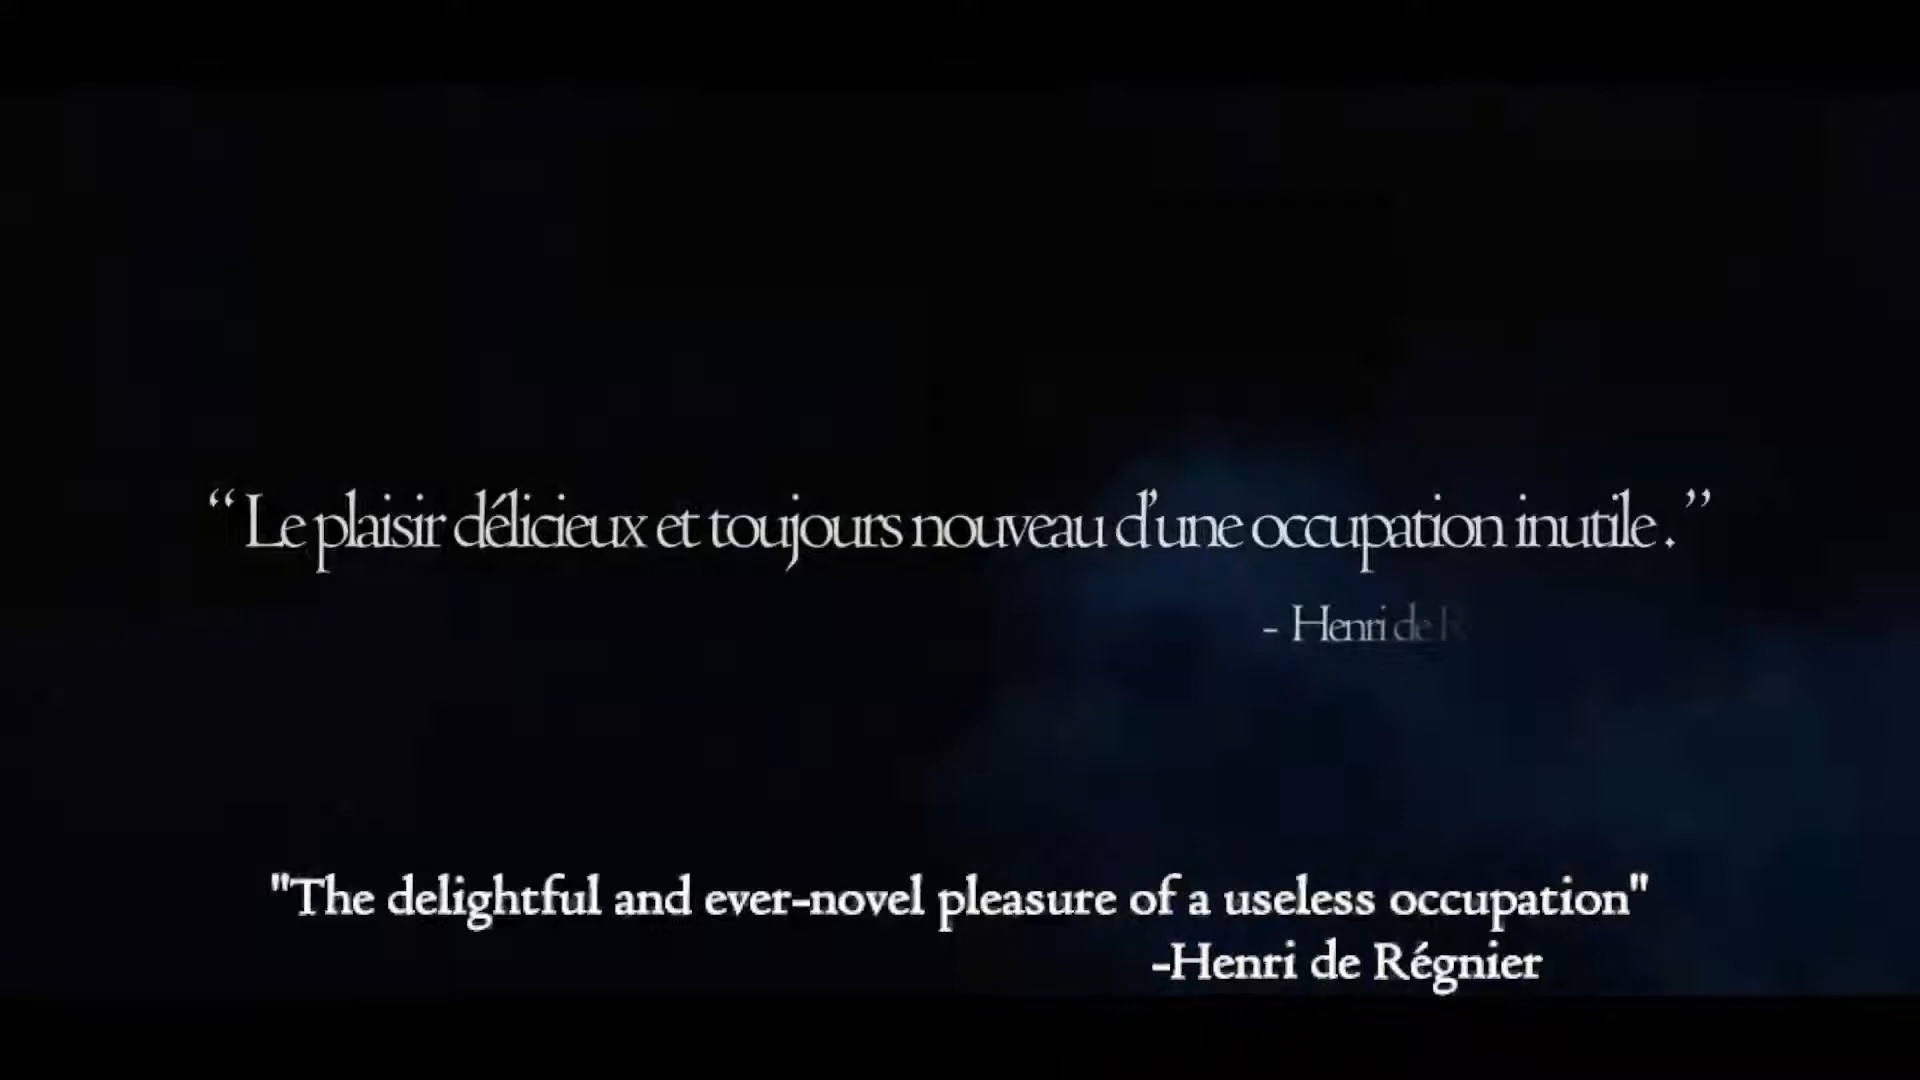 “Le plaisir délicieux et toujours nouveau d'une occupation inutile.”
- Henri de R
"The delightful and ever-novel pleasure of a useless occupation"
-Henri de Régnier